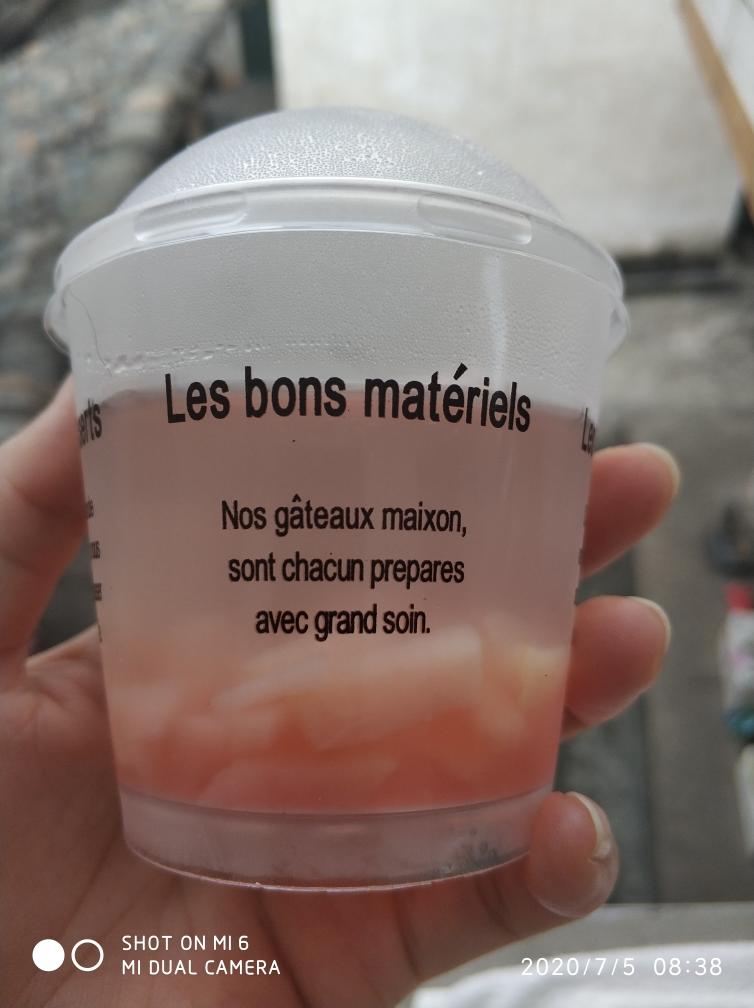 Les bons matériels
Nos gâteaux maixon,
sont chacun prepares
avec grand soin.
SHOT ON MI 6
MI DUAL CAMERA
2020/7/5 08:38